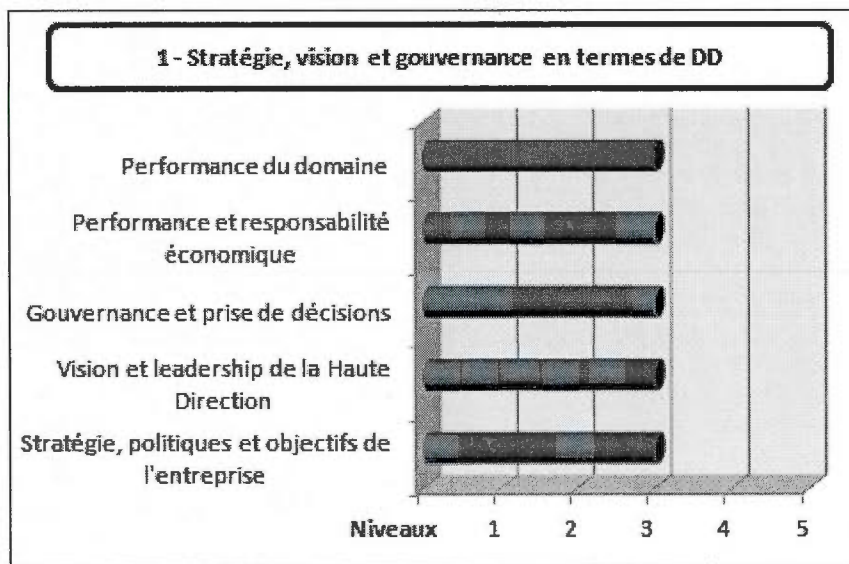 1 - Stratégie, vision et gouvernance en termes de DD
Performance du domaine
Performance et responsabilité
économique
Gouvernance et prise de décisions
Vision et leadership de la Haute
Direction
Stratégie, politiques et objectifs de
l'entreprise
Niveaux 1 2 3 4 5